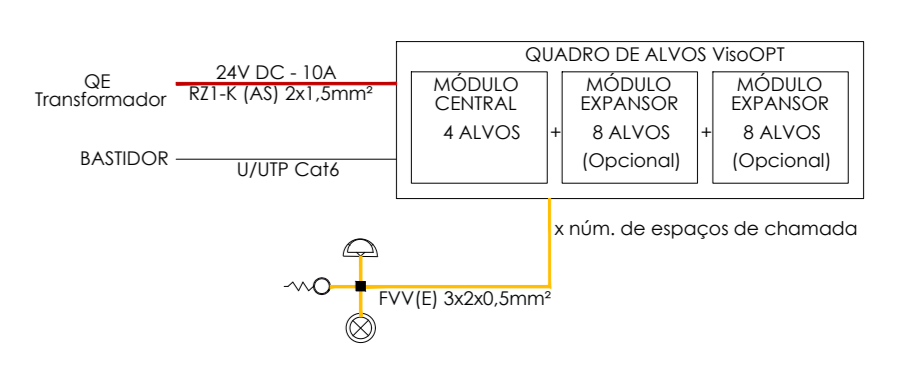 QUADRO DE ALVOS VisoOPT
QE
Transformador
24V DC - 10A
RZ1-K (AS) 2x1,5mm²
MÓDULO
CENTRAL
4 ALVOS
+
MÓDULO
EXPANSOR
8 ALVOS
(Opcional)
+
MÓDULO
EXPANSOR
8 ALVOS
(Opcional)
BASTIDOR
U/UTP Cat6
x núm. de espaços de chamada
FVV(E) 3x2x0,5mm²